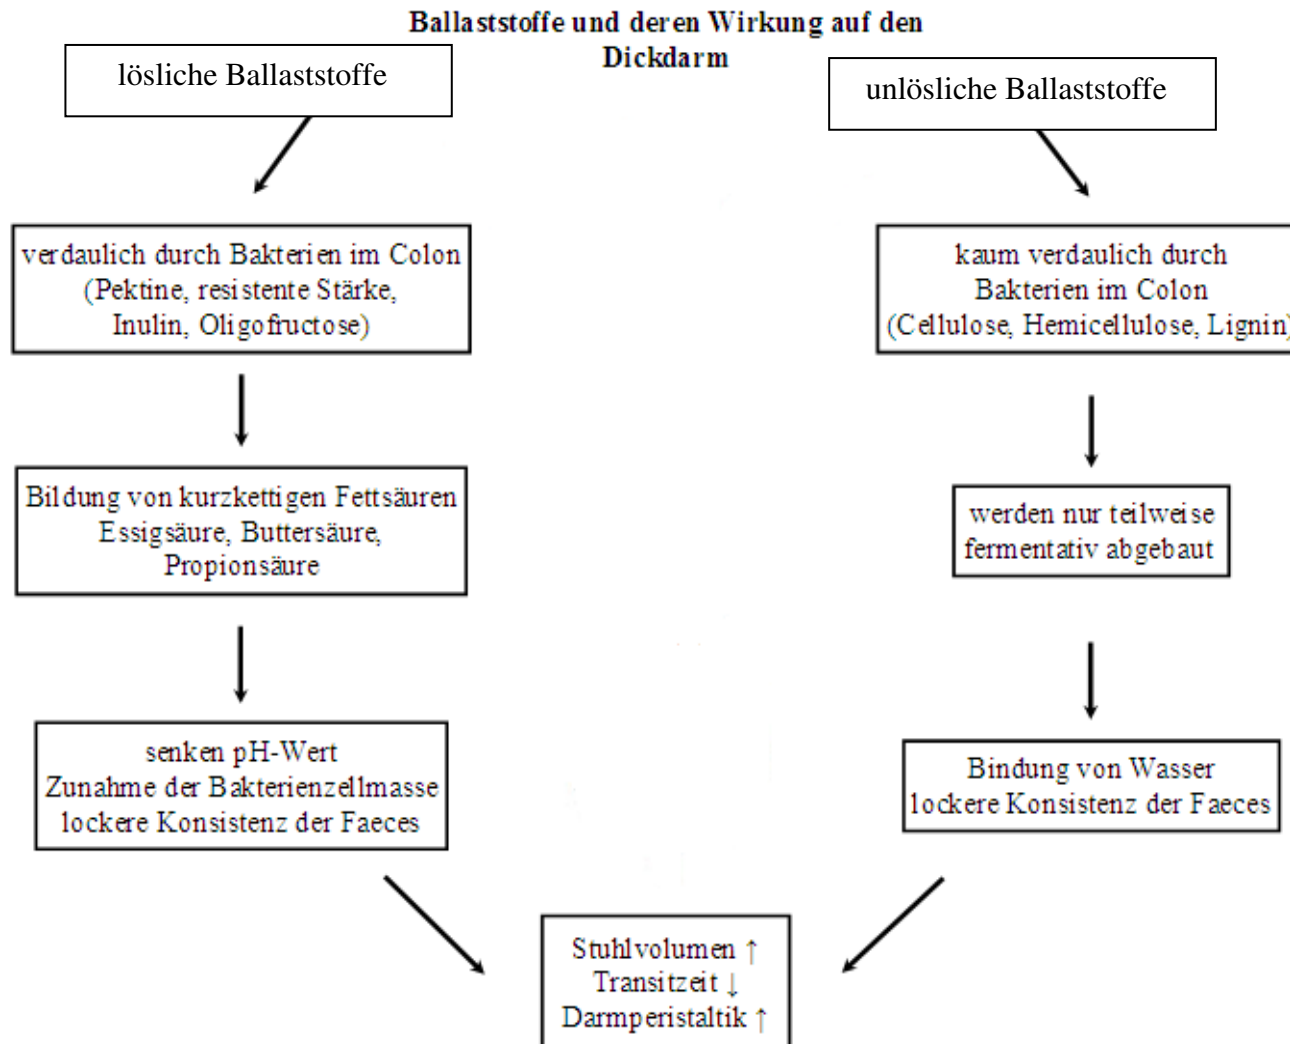 Ballaststoffe und deren Wirkung auf den
Dickdarm
lösliche Ballaststoffe
unlösliche Ballaststoffe
verdaulich durch Bakterien im Colon
(Pektine, resistente Stärke,
Inulin, Oligofructose)
kaum verdaulich durch
Bakterien im Colon
(Cellulose, Hemicellulose, Lignin)
Bildung von kurzkettigen Fettsäuren
Essigsäure, Buttersäure,
Propionsäure
werden nur teilweise
fermentativ abgebaut
senken pH-Wert
Zunahme der Bakterienzellmasse
lockere Konsistenz der Faeces
Bindung von Wasser
lockere Konsistenz der Faeces
Stuhlvolumen ↑
Transitzeit ↓
Darmperistaltik ↑